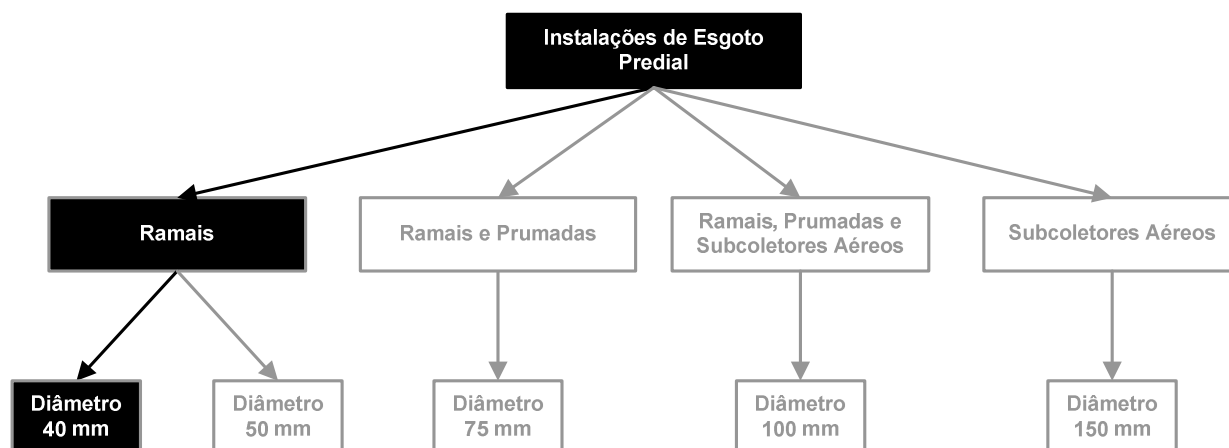 Instalações de Esgoto
Predial
Ramais
Ramais e Prumadas
Ramais, Prumadas e
Subcoletores Aéreos
Subcoletores Aéreos
Diâmetro
40 mm
Diâmetro
50 mm
Diâmetro
75 mm
Diâmetro
100 mm
Diâmetro
150 mm